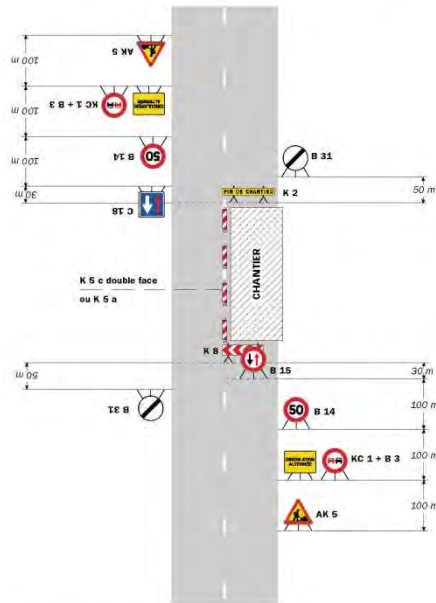 100 m
AK 5
100 m
KC 1 + B 3
CIRCULATION
ALTERNÉE
100 m
B 14
50
30 m
C 18
B 31
50 m
K 2
FIN DE CHANTIER
K 5 c double face
ou K 5 a
CHANTIER
K 8
B 15
50 m
30 m
B 31
50
B 14
100 m
CIRCULATION
ALTERNÉE
KC 1 + B 3
100 m
AK 5
100 m